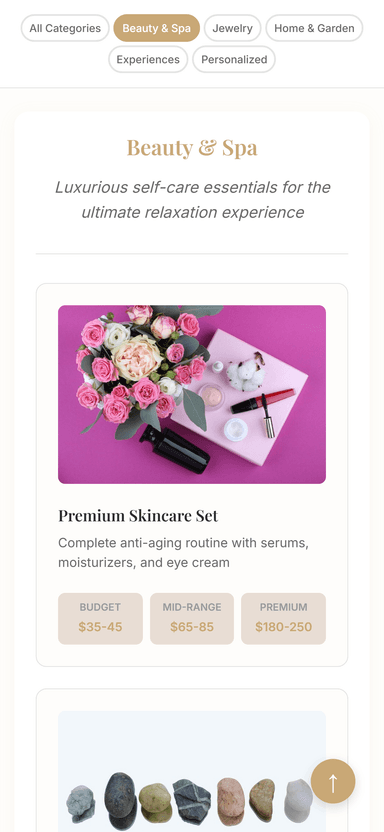 All Categories
Beauty & Spa
Jewelry
Home & Garden
Experiences
Personalized
Beauty & Spa
Luxurious self-care essentials for the
ultimate relaxation experience
Premium Skincare Set
Complete anti-aging routine with serums,
moisturizers, and eye cream
BUDGET
$35-45
MID-RANGE
$65-85
PREMIUM
$180-250
↑